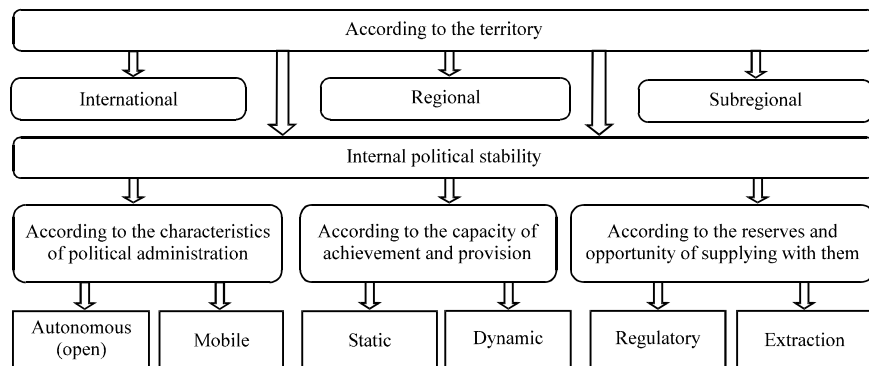 According to the territory
International
Regional
Subregional
Internal political stability
According to the characteristics
of political administration
According to the capacity of
achievement and provision
According to the reserves and
opportunity of supplying with them
Autonomous
(open)
Mobile
Static
Dynamic
Regulatory
Extraction